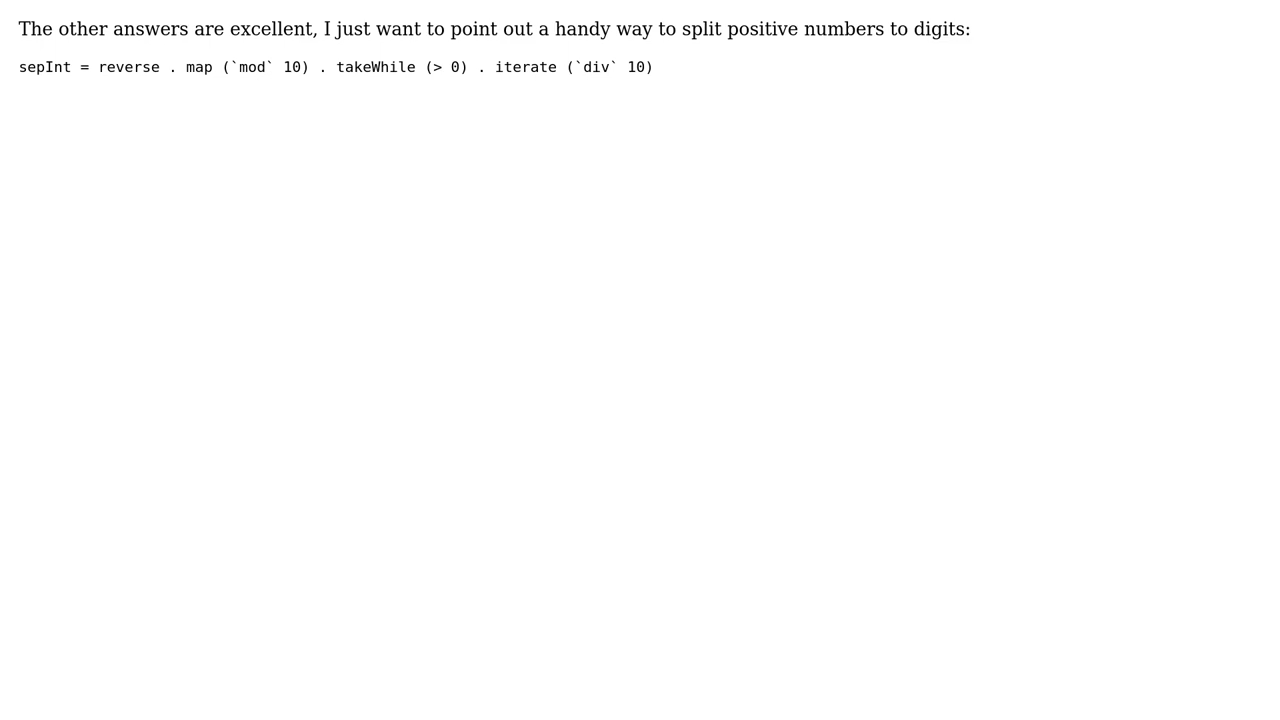 The other answers are excellent, I just want to point out a handy way to split positive numbers to digits:
sepInt = reverse . map (`mod` 10) . takeWhile (> 0) . iterate (`div` 10)